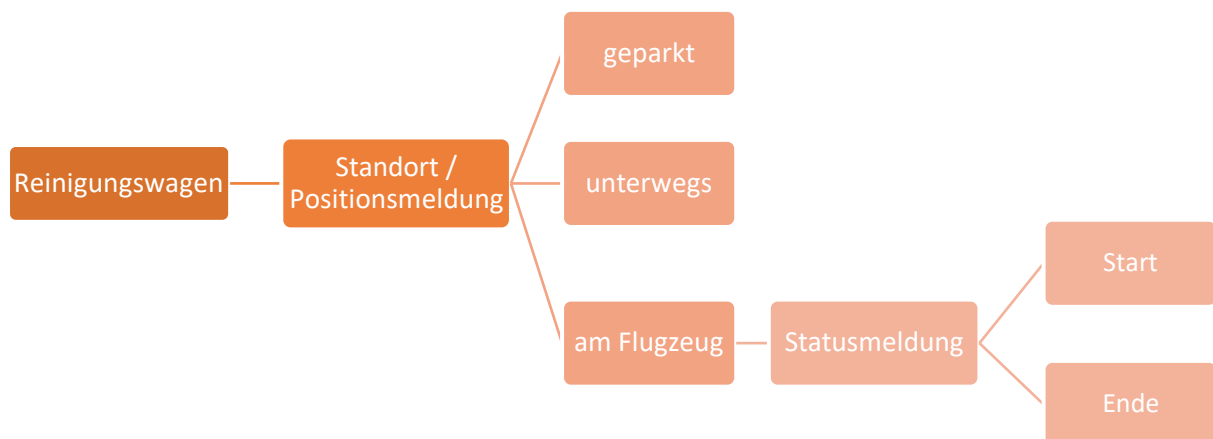 Reinigungswagen
Standort /
Positionsmeldung
geparkt
unterwegs
am Flugzeug
Statusmeldung
Start
Ende